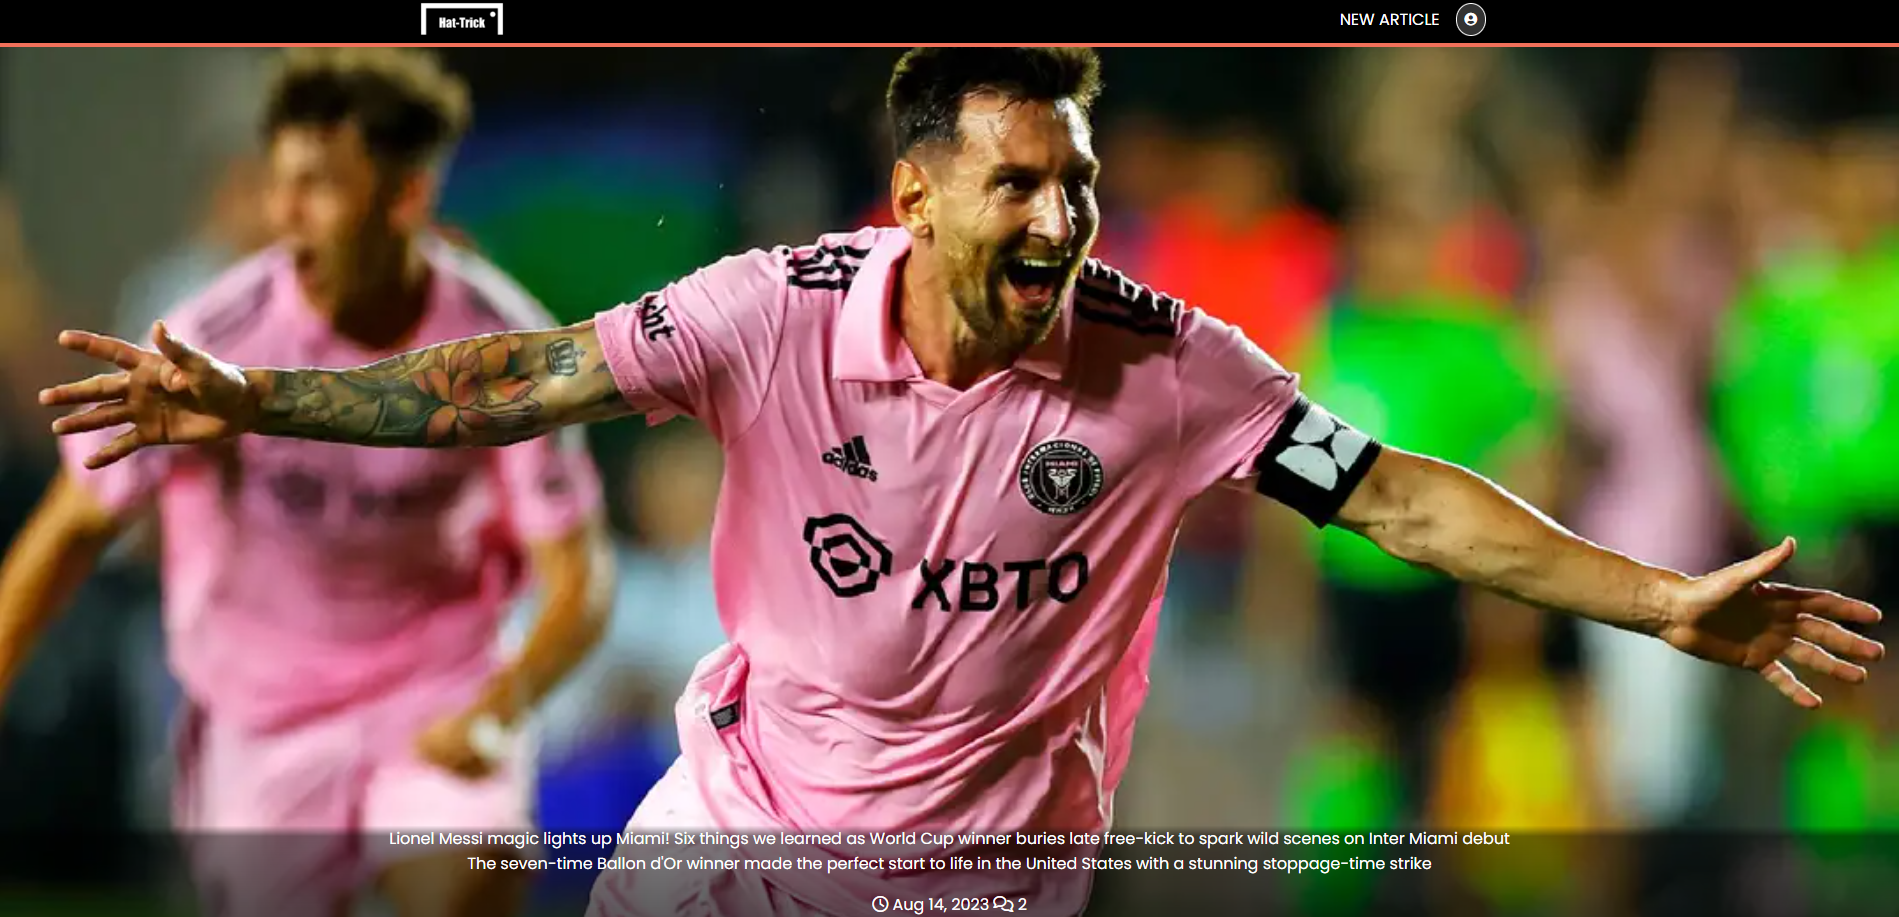 Hat-Trick
NEW ARTICLE
adidas
MIAMI
XBTO
Lionel Messi magic lights up Miami! Six things we learned as World Cup winner buries late free-kick to spark wild scenes on Inter Miami debut
The seven-time Ballon d'Or winner made the perfect start to life in the United States with a stunning stoppage-time strike
Aug 14, 2023 2